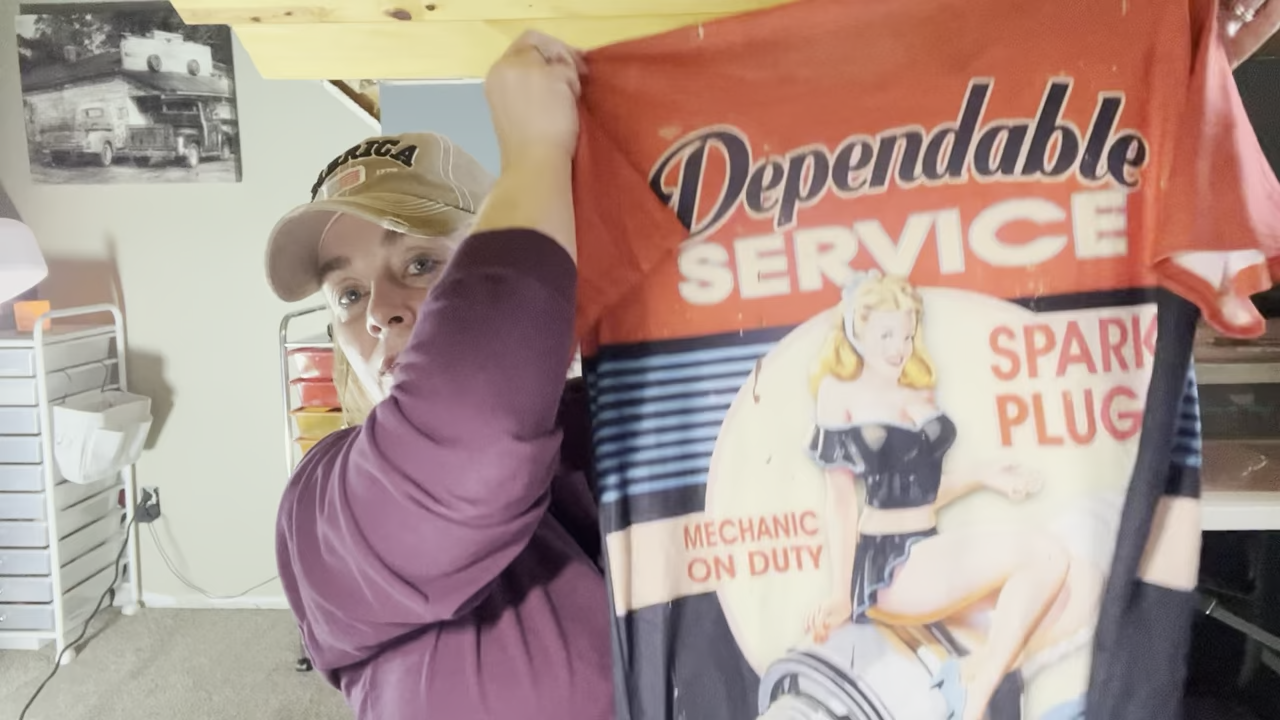 Dependable
SERVICE
SPARK
PLUG
MECHANIC
ON DUTY